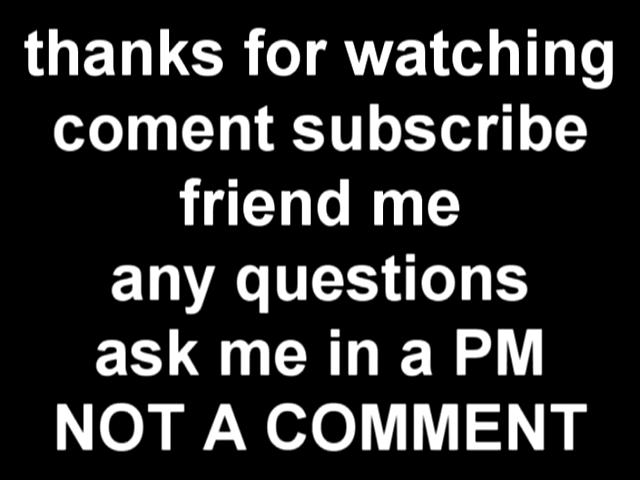 thanks for watching
coment subscribe
friend me
any questions
ask me in a PM
NOT A COMMENT